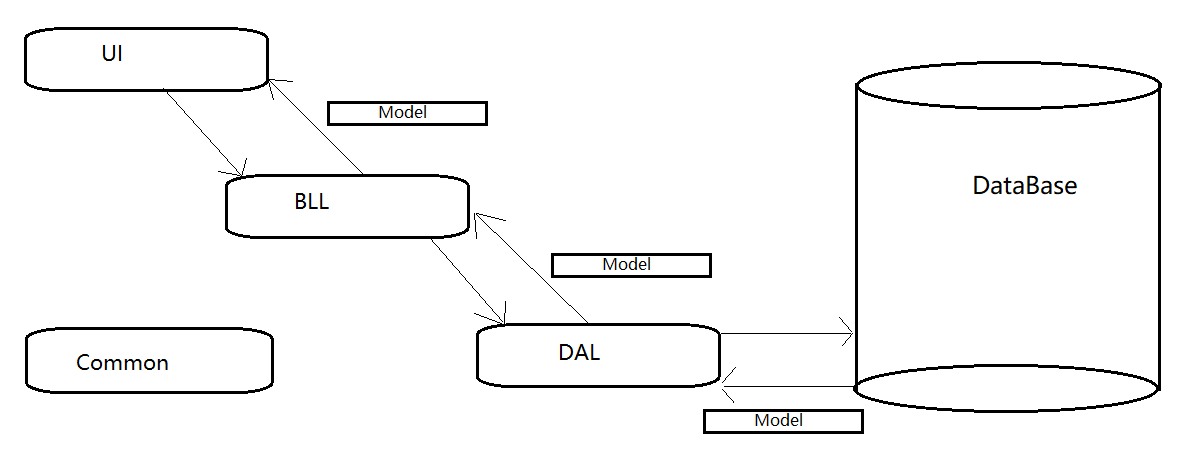 UI
Model
BLL
DataBase
Model
Common
DAL
Model